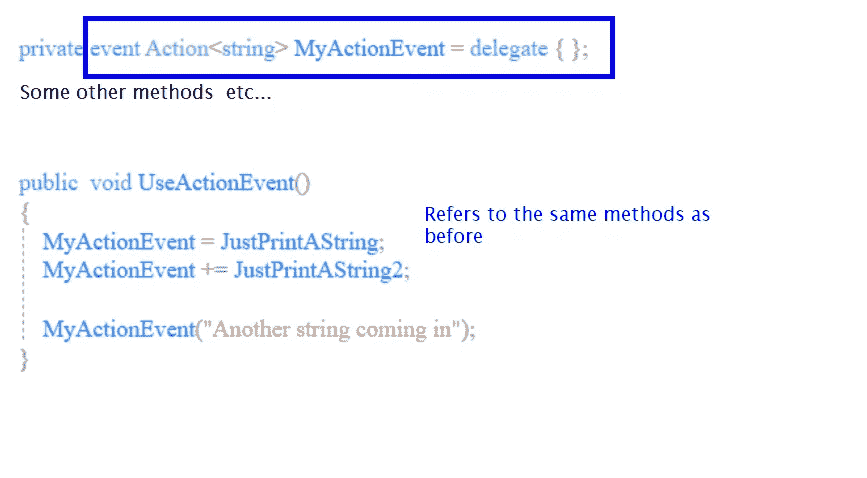 private event Action<string> MyActionEvent = delegate { };
Some other methods  etc...
public  void UseActionEvent()
{
Refers to the same methods as
before
MyActionEvent = JustPrintAString;
MyActionEvent += JustPrintAString2;
MyActionEvent("Another string coming in");
}